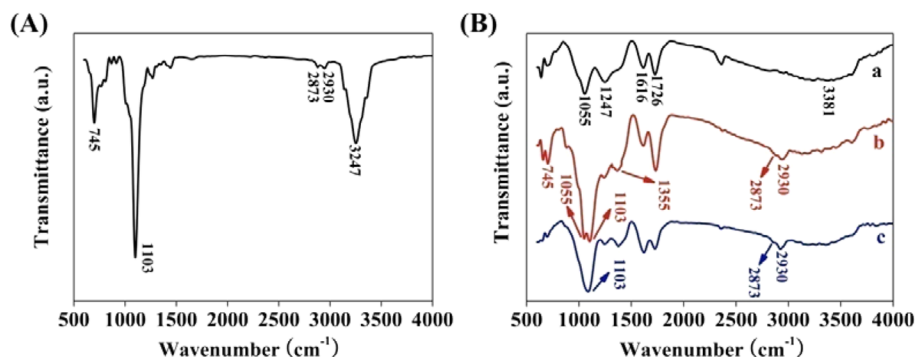 (A)
Transmittance (a.u.)
745
1103
2873
2930
3247
500 1000 1500 2000 2500 3000 3500 4000
Wavenumber (cm-1)
(B)
Transmittance (a.u.)
a
1055
1247
1616
1726
3381
b
745
1055
1103
1355
2873
2930
c
1103
2873
2930
500 1000 1500 2000 2500 3000 3500 4000
Wavenumber (cm-1)